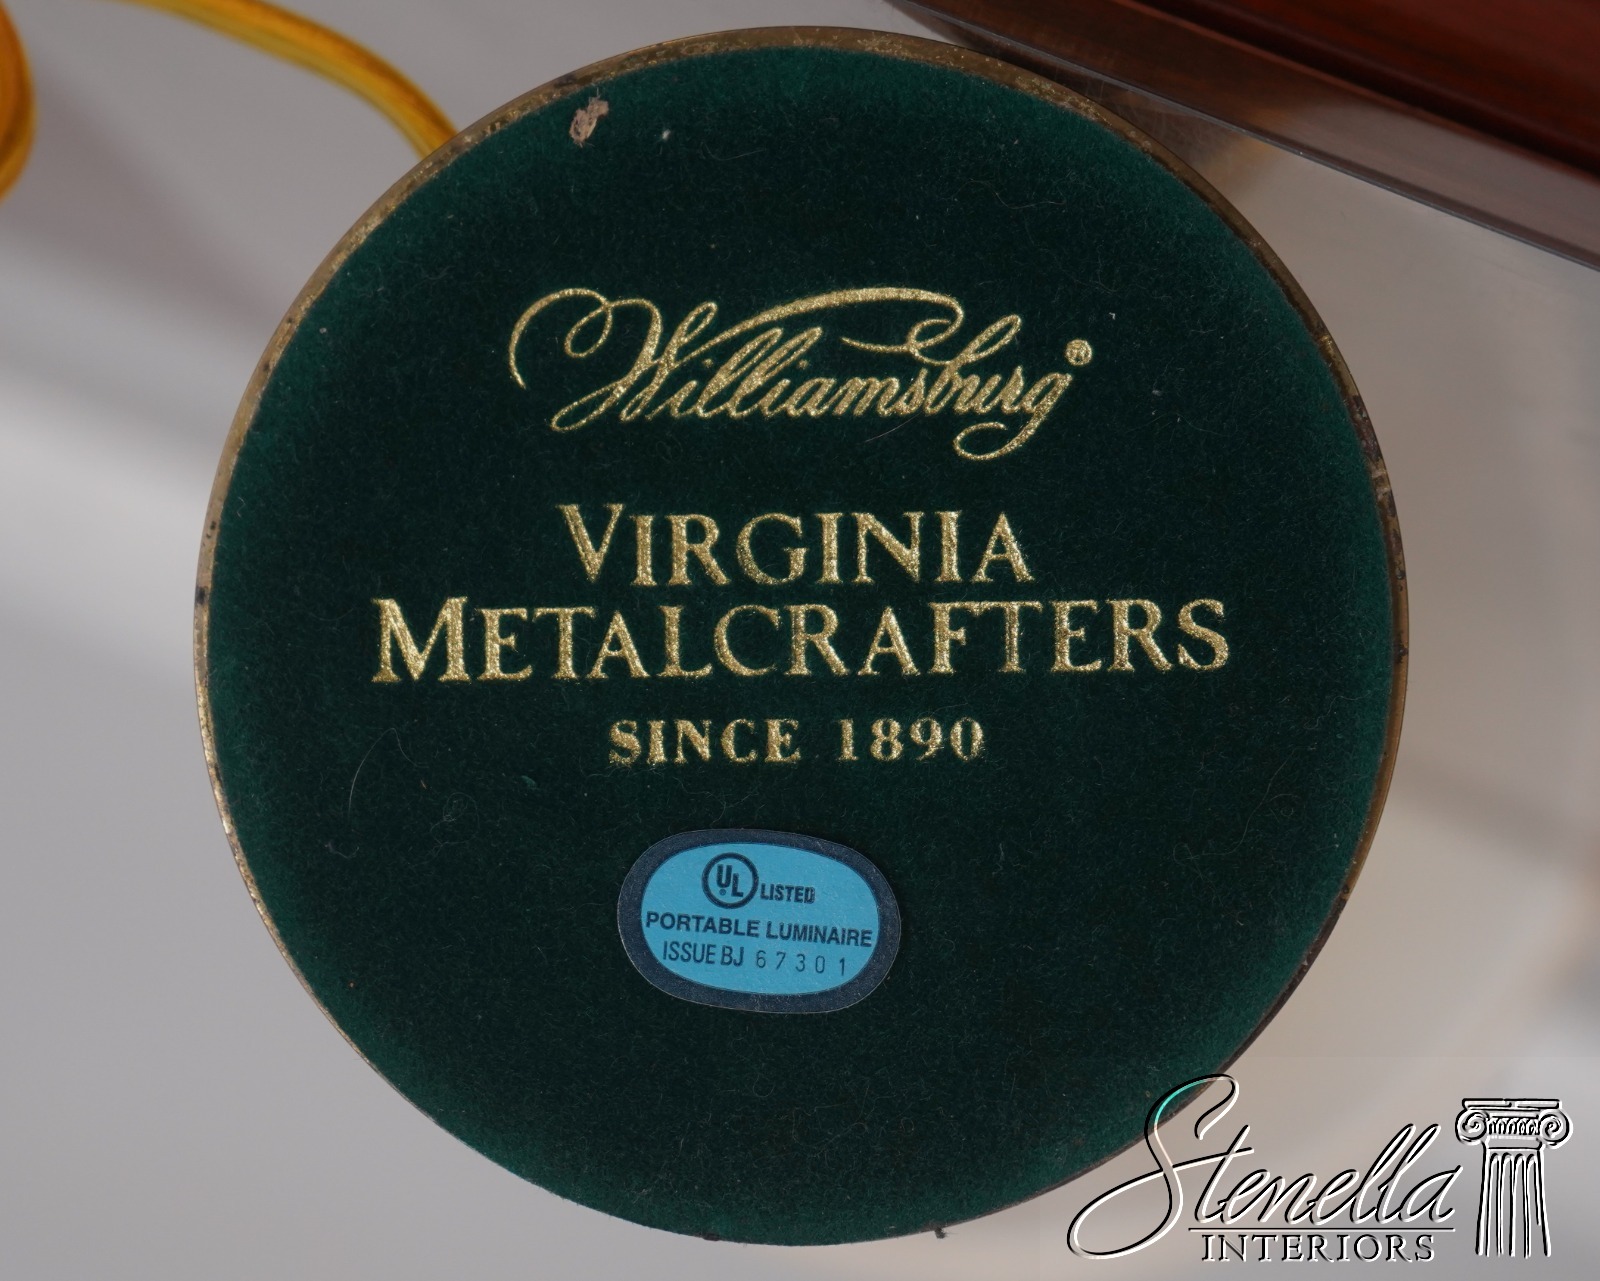 Williamsburg®
VIRGINIA
METALCRAFTERS
SINCE 1890
UL LISTED
PORTABLE LUMINAIRE
ISSUE BJ 67301
Stenella
INTERIORS